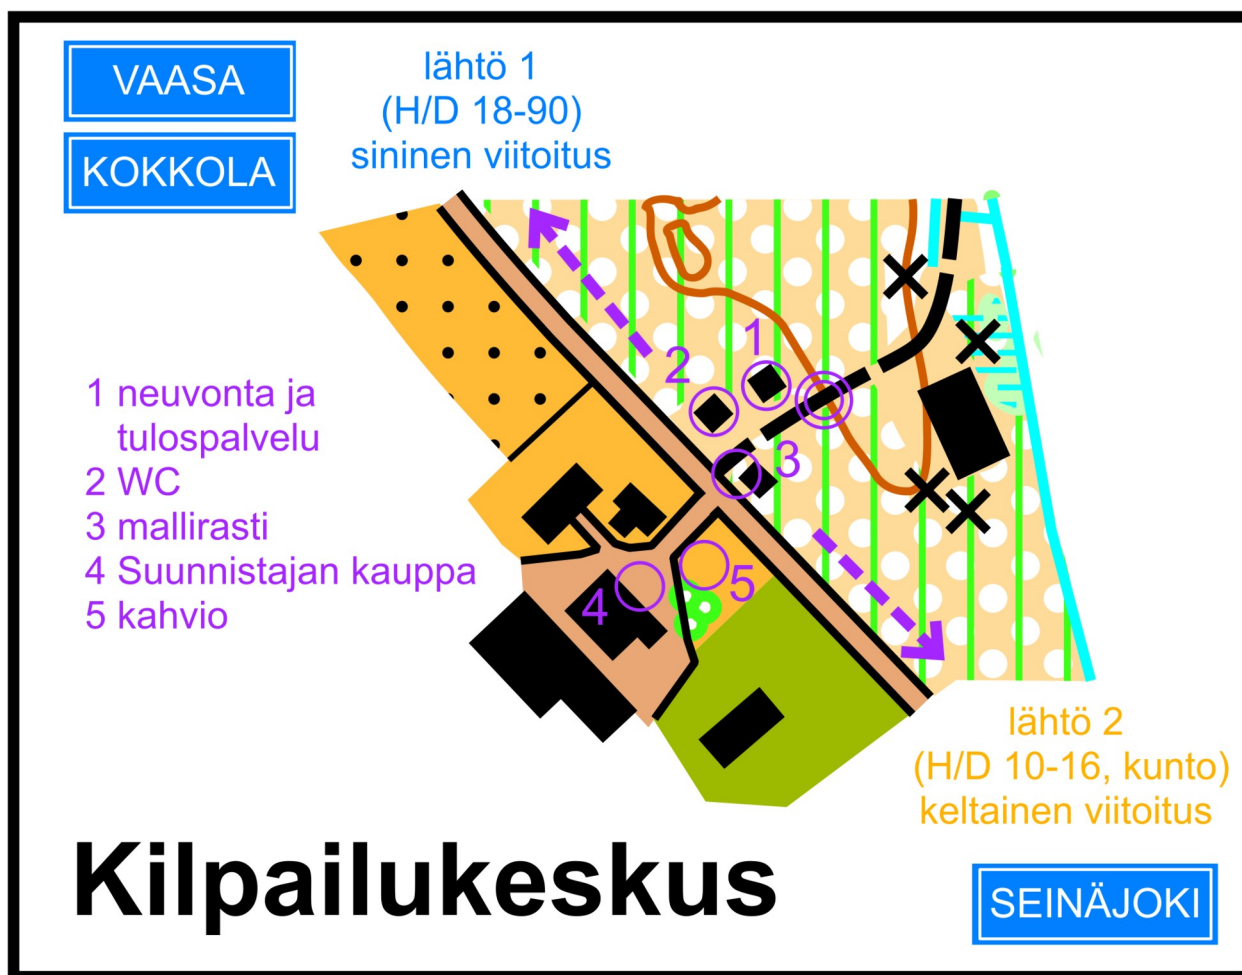 VAASA
KOKKOLA
lähtö 1
(H/D 18-90)
sininen viitoitus
1 neuvonta ja
tulospalvelu
2 WC
3 mallirasti
4 Suunnistajan kauppa
5 kahvio
1
2
3
4
5
lähtö 2
(H/D 10-16, kunto)
keltainen viitoitus
Kilpailukeskus
SEINÄJOKI